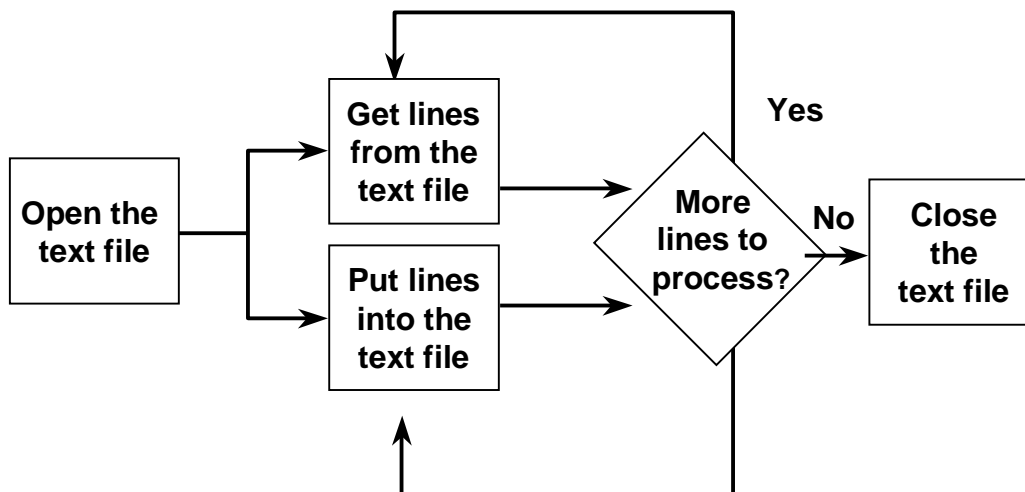 Open the
text file
Get lines
from the
text file
Put lines
into the
text file
More
lines to
process?
Yes
No
Close
the
text file